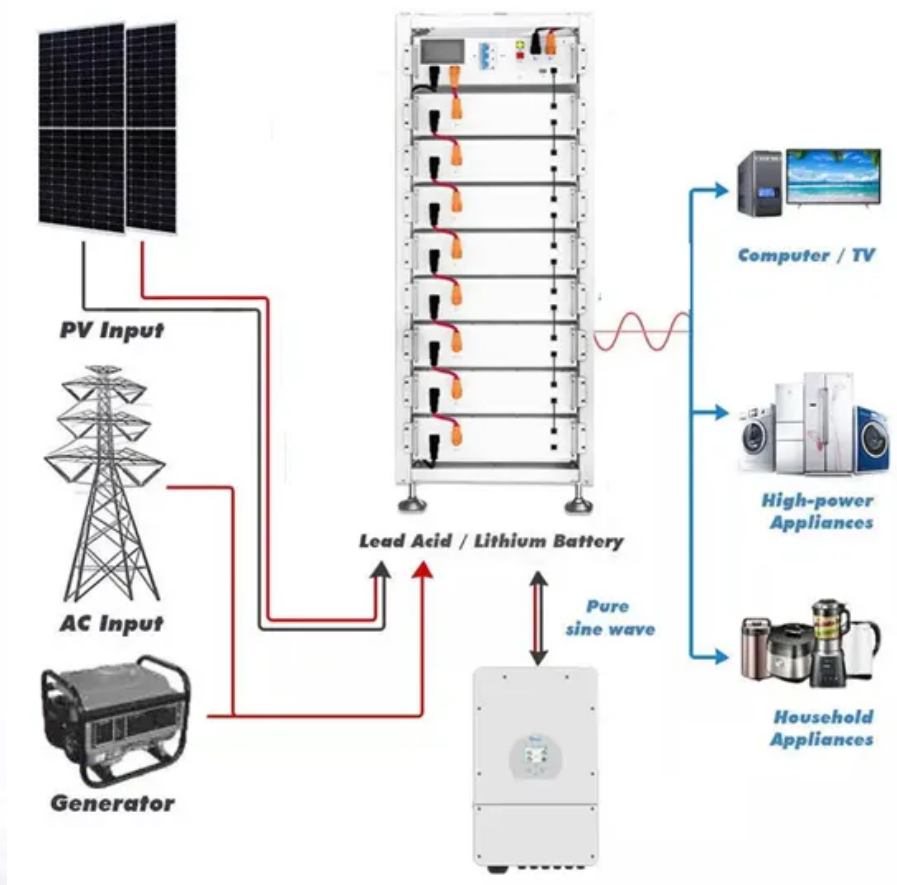 PV Input
AC Input
Generator
Lead Acid / Lithium Battery
Pure
sine wave
Computer / TV
High-power
Appliances
Household
Appliances